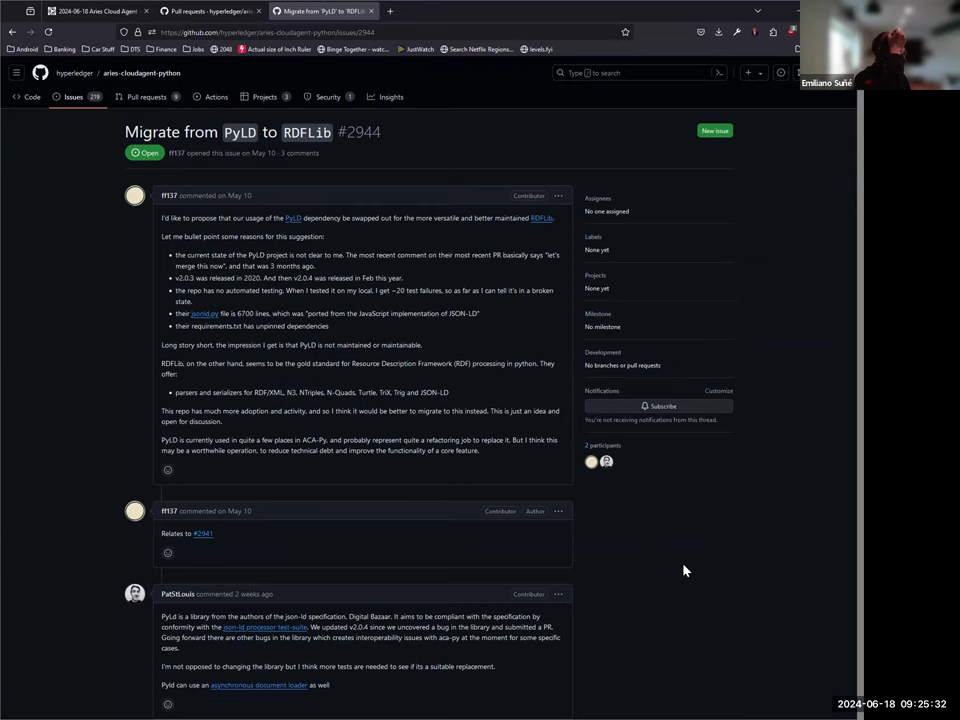 2024-06-18 Aries Cloud Agent
Pull requests - hyperledger/aries
Migrate from 'PyLD' to 'RDFLib'
https://github.com/hyperledger/aries-cloudagent-python/issues/2944
Android
Banking
Car Stuff
DTS
Finance
Jobs
2048
Actual size of Inch Ruler
Binge Together - watc...
JustWatch
Search Netflix Regions...
levels.fyi
hyperledger / aries-cloudagent-python
Type / to search
Code
Issues 219
Pull requests 9
Actions
Projects 3
Security 1
Insights
Emiliano Suñé
Migrate from PyLD to RDFLib #2944
New issue
Open
ff137 opened this issue on May 10 · 3 comments
ff137 commented on May 10
Contributor
I'd like to propose that our usage of the PyLD dependency be swapped out for the more versatile and better maintained RDFLib.
Let me bullet point some reasons for this suggestion:
• the current state of the PyLD project is not clear to me. The most recent comment on their most recent PR basically says "let's
merge this now", and that was 3 months ago.
• v2.0.3 was released in 2020. And then v2.0.4 was released in Feb this year.
• the repo has no automated testing. When I tested it on my local, I get ~20 test failures, so as far as I can tell it's in a broken
state.
• their jsonld.py file is 6700 lines, which was "ported from the JavaScript implementation of JSON-LD"
• their requirements.txt has unpinned dependencies
Long story short, the impression I get is that PyLD is not maintained or maintainable.
RDFLib, on the other hand, seems to be the gold standard for Resource Description Framework (RDF) processing in python. They
offer:
• parsers and serializers for RDF/XML, N3, NTriples, N-Quads, Turtle, TriX, Trig and JSON-LD
This repo has much more adoption and activity, and so I think it would be better to migrate to this instead. This is just an idea and
open for discussion.
PyLD is currently used in quite a few places in ACA-Py, and probably represent quite a refactoring job to replace it. But I think this
may be a worthwhile operation, to reduce technical debt and improve the functionality of a core feature.
Assignees
No one assigned
Labels
None yet
Projects
None yet
Milestone
No milestone
Development
No branches or pull requests
Notifications
Customize
Subscribe
You're not receiving notifications from this thread.
2 participants
ff137 commented on May 10
Contributor
Author
Relates to #2941
PatStLouis commented 2 weeks ago
Contributor
PyLd is a library from the authors of the json-ld specification, Digital Bazaar. It aims to be compliant with the specification by
conformity with the json-ld processor test-suite. We updated v2.0.4 since we uncovered a bug in the library and submitted a PR.
Going forward there are other bugs in the library which creates interoperability issues with aca-py at the moment for some specific
cases.
I'm not opposed to changing the library but I think more tests are needed to see if its a suitable replacement.
Pyld can use an asynchronous document loader as well
2024-06-18 09:25:32